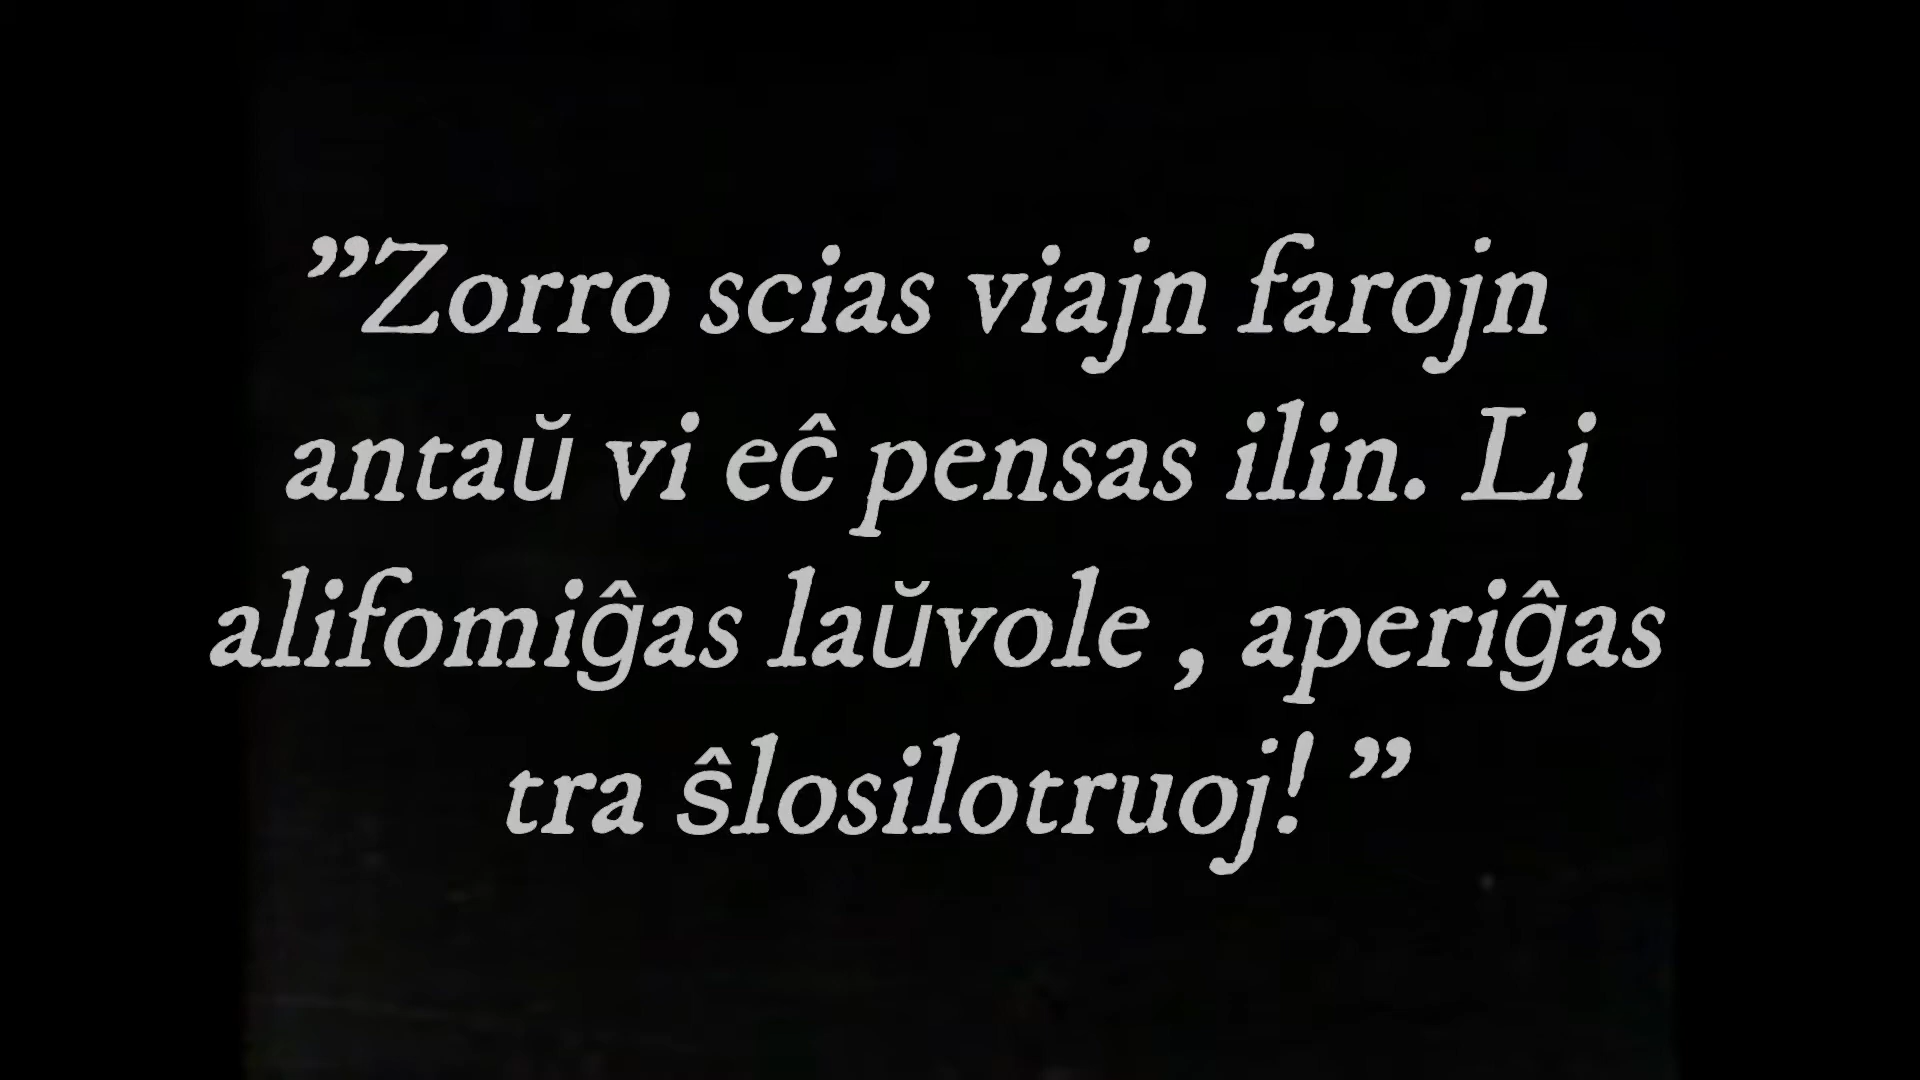 ”Zorro scias viajn farojn
antaŭ vi eĉ pensas ilin. Li
alifomiĝas laŭvole , aperiĝas
tra ŝlosilotruoj! ”